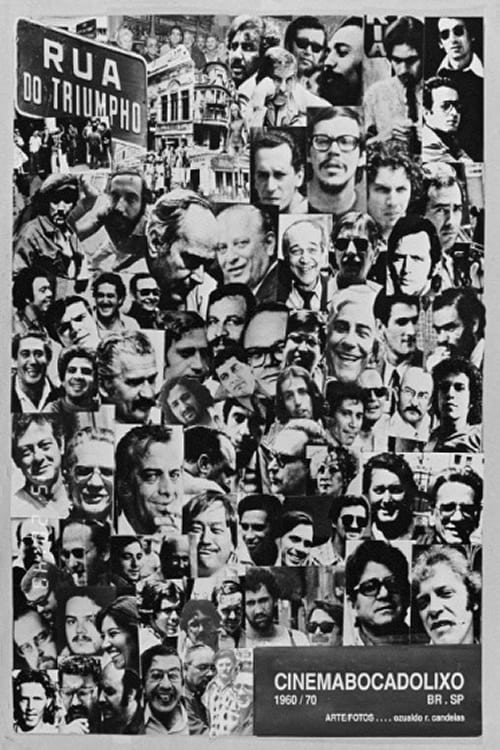 RUA
DO TRIUMPHO
CINEMABOCADOLIXO
1960 / 70 BR . SP
ARTE/FOTOS .... ozualdo r. candeias